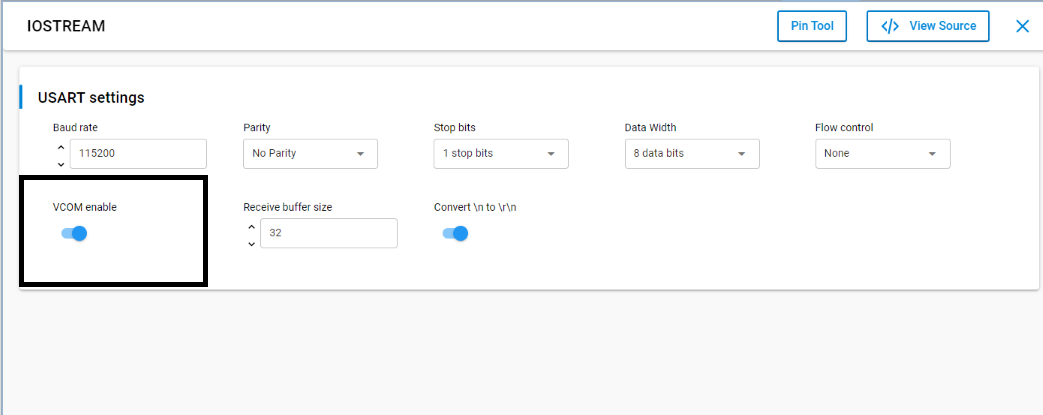 IOSTREAM
Pin Tool
</> View Source
USART settings
Baud rate
Parity
Stop bits
Data Width
Flow control
115200
No Parity
1 stop bits
8 data bits
None
VCOM enable
Receive buffer size
Convert \n to \r\n
32